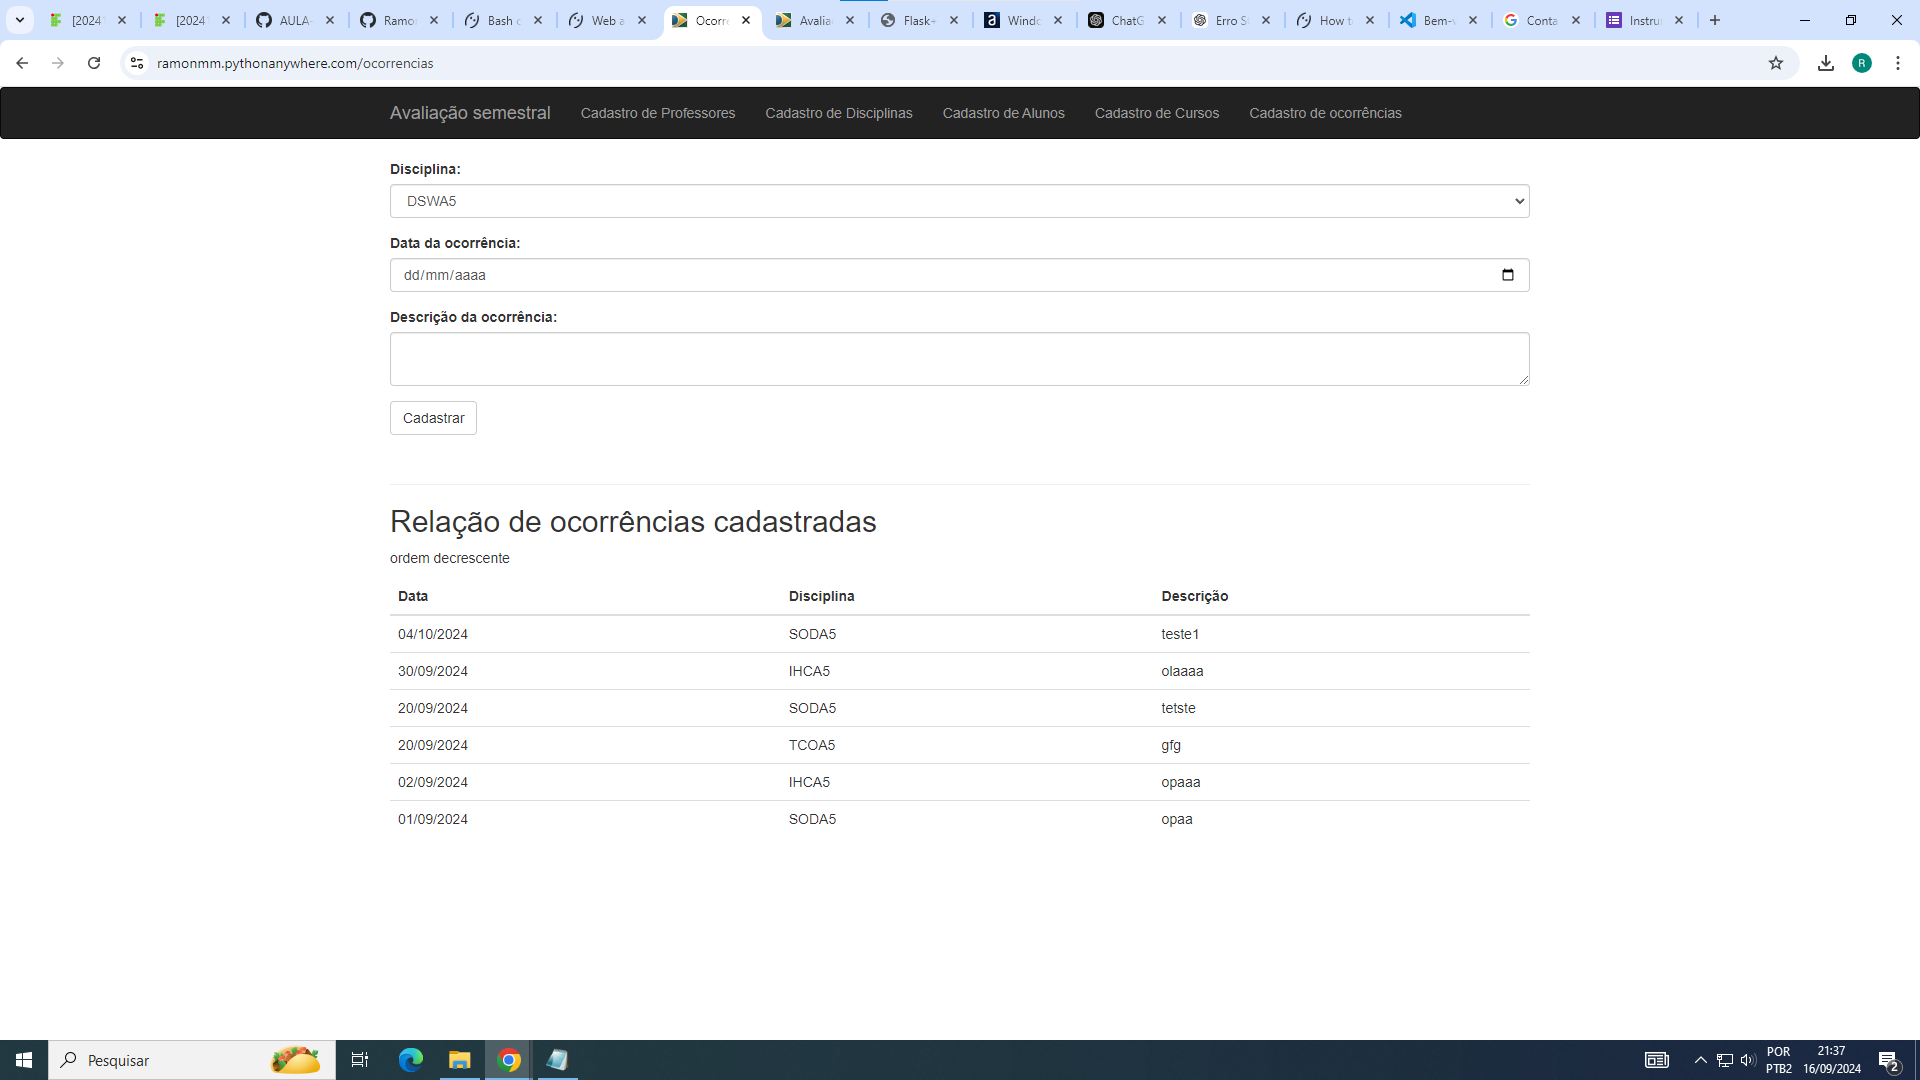 [2024
[2024
AULA-
Ramor
Bash c
Web a
Ocorre
Avaliaç
Flask-
Windo
ChatG
Erro S
How t
Bem-v
Conta
Instru
ramonmm.pythonanywhere.com/ocorrencias
R
Avaliação semestral Cadastro de Professores Cadastro de Disciplinas Cadastro de Alunos Cadastro de Cursos Cadastro de ocorrências
Disciplina:
DSWA5
Data da ocorrência:
dd/mm/aaaa
Descrição da ocorrência:
Cadastrar
Relação de ocorrências cadastradas
ordem decrescente
Data Disciplina Descrição
04/10/2024 SODA5 teste1
30/09/2024 IHCA5 olaaaa
20/09/2024 SODA5 tetste
20/09/2024 TCOA5 gfg
02/09/2024 IHCA5 opaaa
01/09/2024 SODA5 opaa
Pesquisar
POR
PTB2
21:37
16/09/2024
2